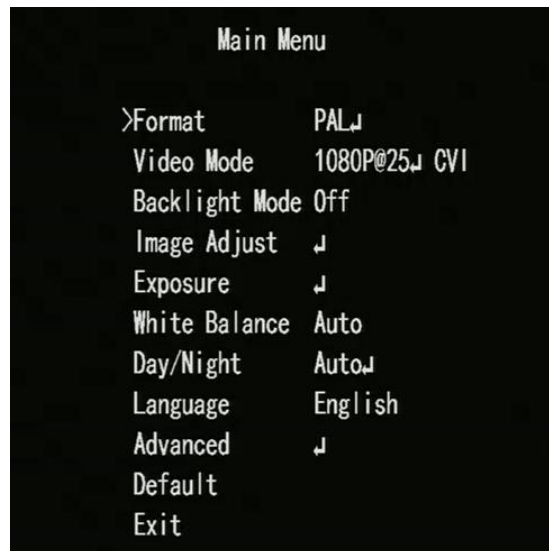 Main Menu
>Format PAL↲
Video Mode 1080P@25↲ CVI
Backlight Mode Off
Image Adjust ↲
Exposure ↲
White Balance Auto
Day/Night Auto↲
Language English
Advanced ↲
Default
Exit